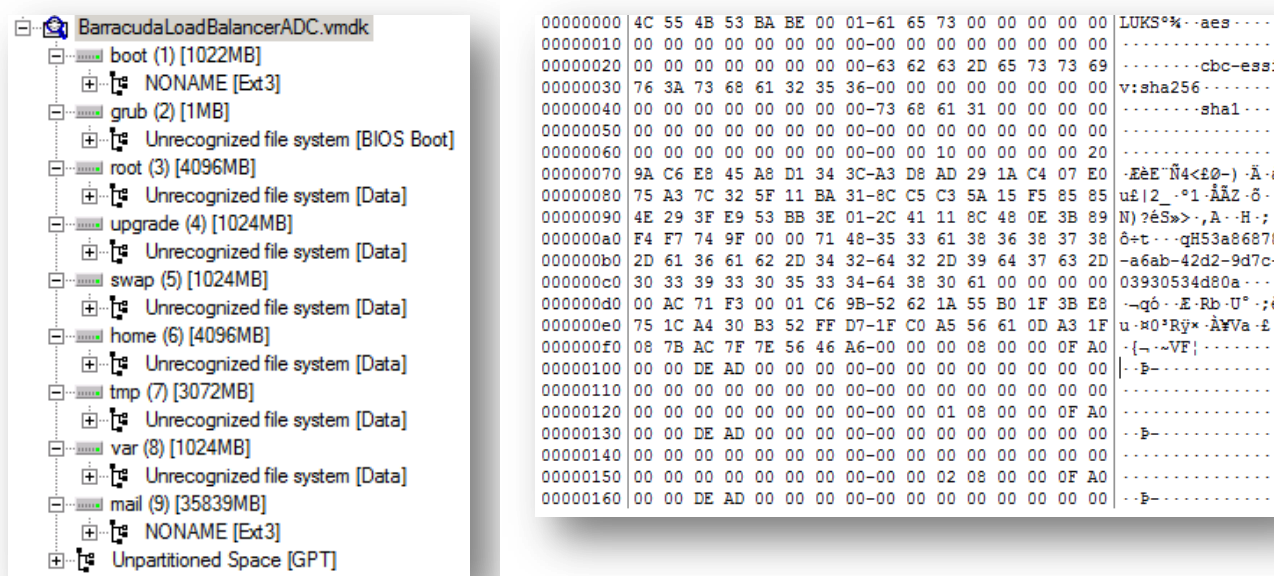 BarracudaLoadBalancerADC.vmdk
boot (1) [1022MB]
NONAME [Ext3]
grub (2) [1MB]
Unrecognized file system [BIOS Boot]
root (3) [4096MB]
Unrecognized file system [Data]
upgrade (4) [1024MB]
Unrecognized file system [Data]
swap (5) [1024MB]
Unrecognized file system [Data]
home (6) [4096MB]
Unrecognized file system [Data]
tmp (7) [3072MB]
Unrecognized file system [Data]
var (8) [1024MB]
Unrecognized file system [Data]
mail (9) [35839MB]
NONAME [Ext3]
Unpartitioned Space [GPT]
00000000 4C 55 4B 53 BA BE 00 01-61 65 73 00 00 00 00 00 LUKSº¾··aes·····
00000010 00 00 00 00 00 00 00 00-00 00 00 00 00 00 00 00 ················
00000020 00 00 00 00 00 00 00 00-63 62 63 2D 65 73 73 69 ········cbc-essi
00000030 76 3A 73 68 61 32 35 36-00 00 00 00 00 00 00 00 v:sha256········
00000040 00 00 00 00 00 00 00 00-73 68 61 31 00 00 00 00 ········sha1····
00000050 00 00 00 00 00 00 00 00-00 00 00 00 00 00 00 00 ················
00000060 00 00 00 00 00 00 00 00-00 00 10 00 00 00 00 20 ················
00000070 9A C6 E8 45 A8 D1 34 3C-A3 D8 AD 29 1A C4 07 E0 ·ÆèE¨Ñ4<£Ø-)·Ä·à
00000080 75 A3 7C 32 5F 11 BA 31-8C C5 C3 5A 15 F5 85 85 u£|2_·º1·ÅÃZ·õ··
00000090 4E 29 3F E9 53 BB 3E 01-2C 41 11 8C 48 0E 3B 89 N)?éS»>·,A··H·;
000000a0 F4 F7 74 9F 00 00 71 48-35 33 61 38 36 38 37 38 ô÷t···qH53a86878
000000b0 2D 61 36 61 62 2D 34 32-64 32 2D 39 64 37 63 2D -a6ab-42d2-9d7c-
000000c0 30 33 39 33 30 35 33 34-64 38 30 61 00 00 00 00 03930534d80a····
000000d0 00 AC 71 F3 00 01 C6 9B-52 62 1A 55 B0 1F 3B E8 ·¬qó··Æ·Rb·U°·;è
000000e0 75 1C A4 30 B3 52 FF D7-1F C0 A5 56 61 0D A3 1F u·¤0³Rÿ×·À¥Va·£
000000f0 08 7B AC 7F 7E 56 46 A6-00 00 00 08 00 00 0F A0 ·{¬·~VF¦········
00000100 00 00 DE AD 00 00 00 00-00 00 00 00 00 00 00 00 ··Þ-············
00000110 00 00 00 00 00 00 00 00-00 00 00 00 00 00 00 00 ················
00000120 00 00 00 00 00 00 00 00-00 00 01 08 00 00 0F A0 ················
00000130 00 00 DE AD 00 00 00 00-00 00 00 00 00 00 00 00 ··Þ-············
00000140 00 00 00 00 00 00 00 00-00 00 00 00 00 00 00 00 ················
00000150 00 00 00 00 00 00 00 00-00 00 02 08 00 00 0F A0 ················
00000160 00 00 DE AD 00 00 00 00-00 00 00 00 00 00 00 00 ··Þ-············